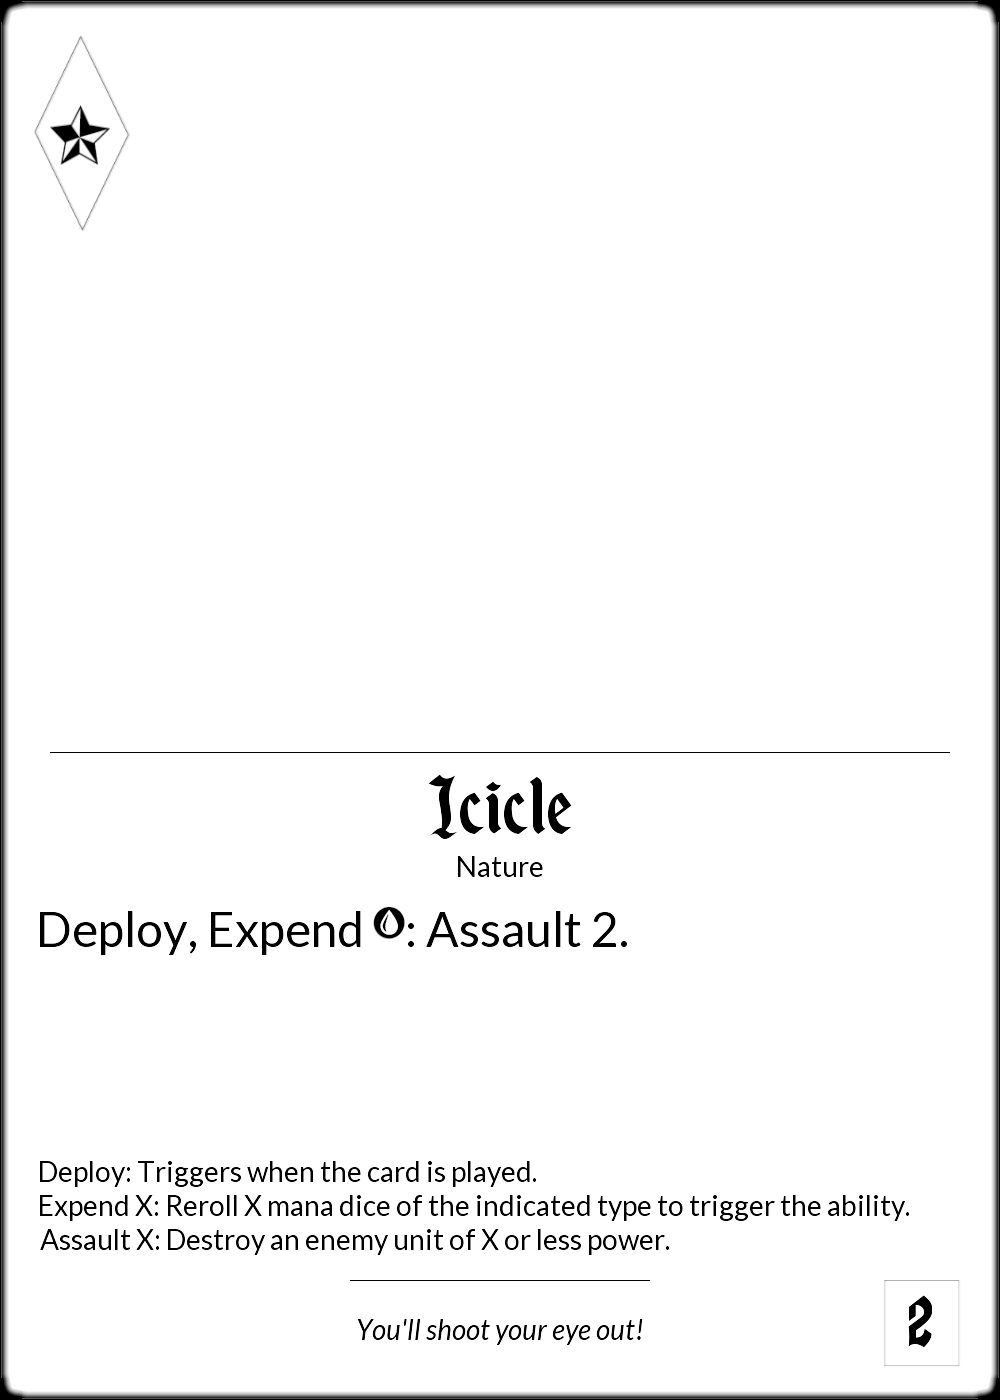 Icicle
Nature
Deploy, Expend : Assault 2.
Deploy: Triggers when the card is played.
Expend X: Reroll X mana dice of the indicated type to trigger the ability.
Assault X: Destroy an enemy unit of X or less power.
You'll shoot your eye out!
2